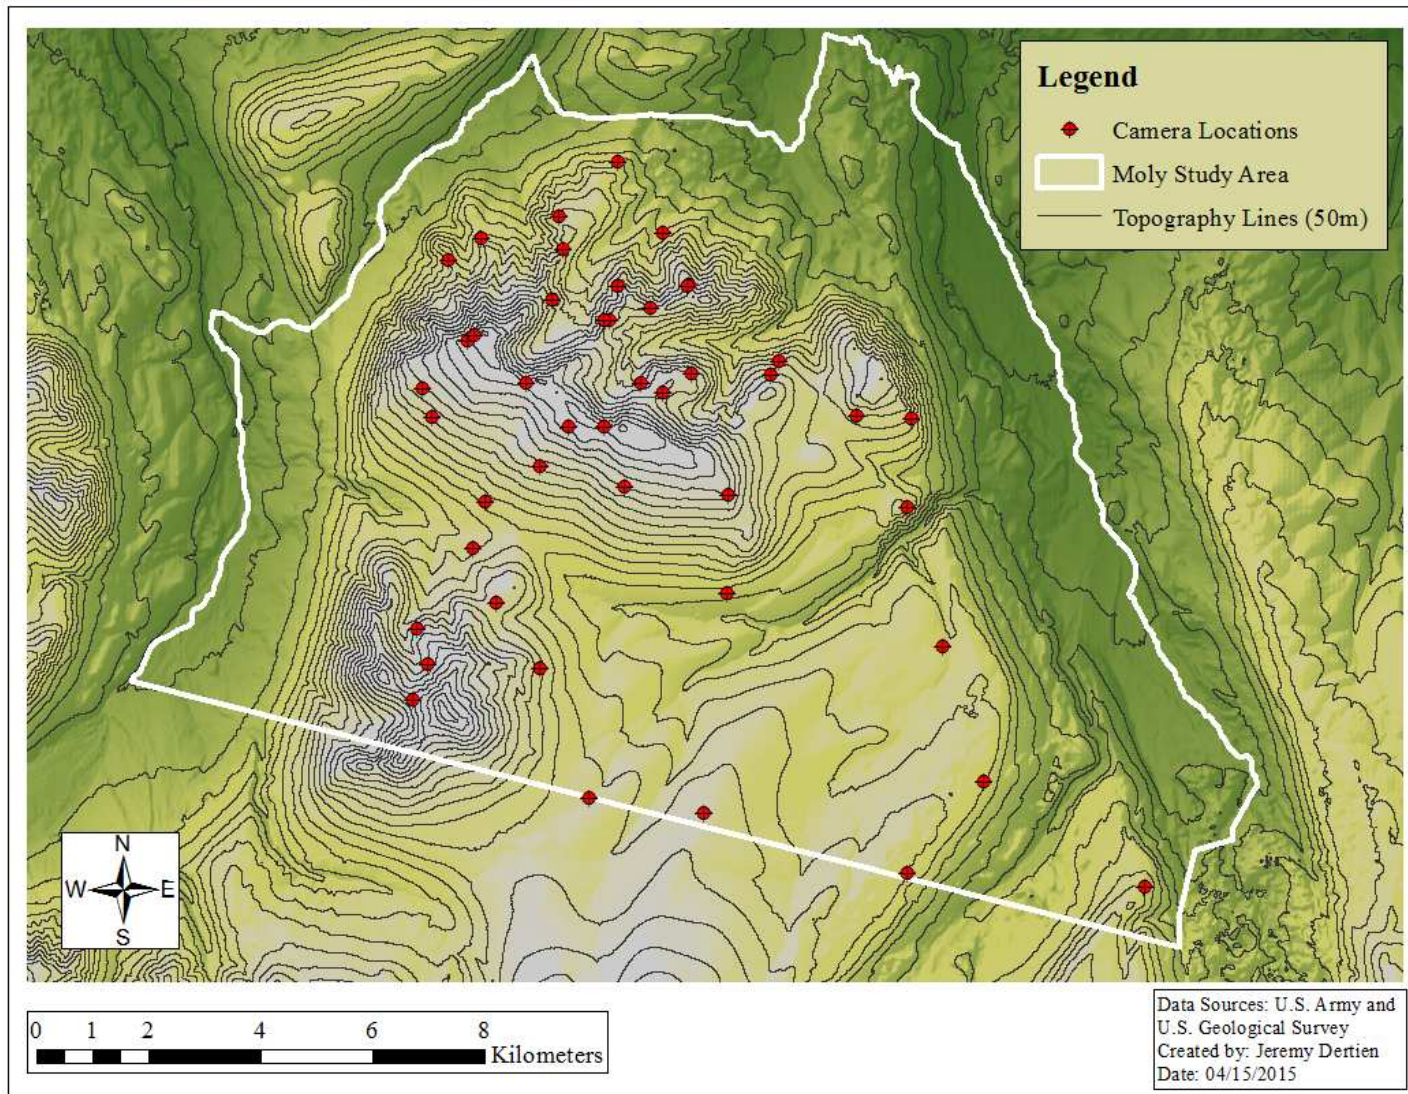 Legend
Camera Locations
Moly Study Area
Topography Lines (50m)
N
W E
S
0 1 2 4 6 8
Kilometers
Data Sources: U.S. Army and
U.S. Geological Survey
Created by: Jeremy Dertien
Date: 04/15/2015